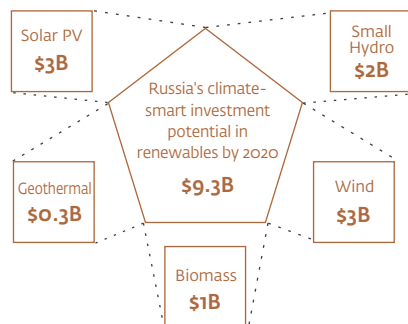 Solar PV
$3B
Small
Hydro
$2B
Russia's climate-
smart investment
potential in
renewables by 2020
$9.3B
Geothermal
$0.3B
Wind
$3B
Biomass
$1B